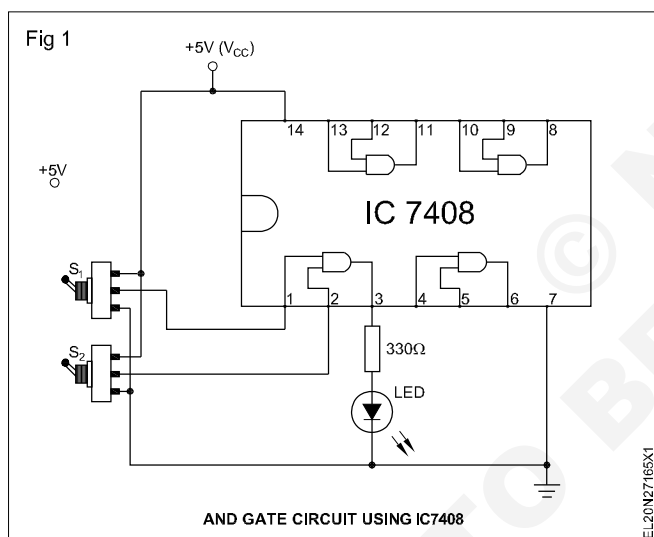 Fig 1
+5V (VCC)
14 13 12 11 10 9 8
+5V
IC 7408
S1
1 2 3 4 5 6 7
S2
330Ω
LED
AND GATE CIRCUIT USING IC7408
EL20N27165X1
©